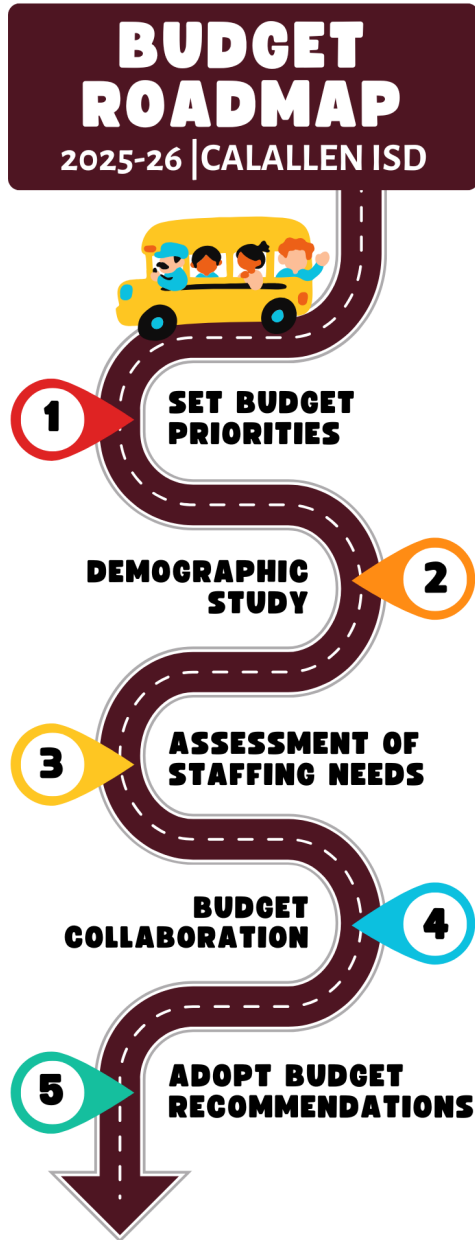 BUDGET
ROADMAP
2025-26 |CALALLEN ISD
1
SET BUDGET
PRIORITIES
2
DEMOGRAPHIC
STUDY
3
ASSESSMENT OF
STAFFING NEEDS
4
BUDGET
COLLABORATION
5
ADOPT BUDGET
RECOMMENDATIONS